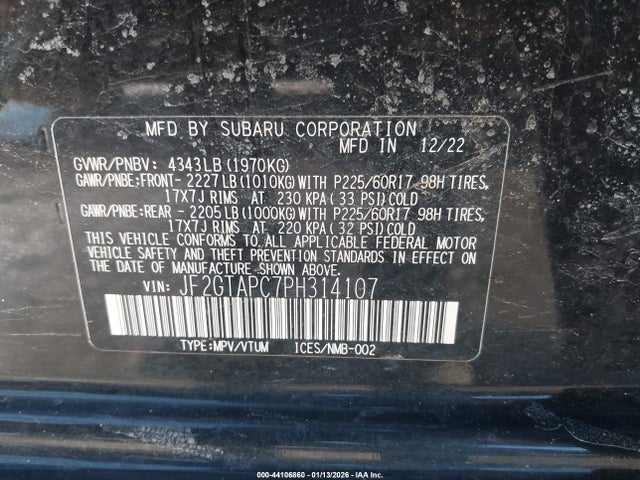 MFD BY SUBARU CORPORATION
MFD IN 12/22
GVWR/PNBV: 4343LB(1970KG)
GAWR/PNBE:FRONT-2227LB(1010KG)WITH P225/60R17 98H TIRES,
17X7J RIMS AT 230 KPA(33 PSI)COLD
GAWR/PNBE:REAR -2205LB(1000KG)WITH P225/60R17 98H TIRES,
17X7J RIMS AT 220 KPA(32 PSI)COLD
THIS VEHICLE CONFORMS TO ALL APPLICABLE FEDERAL MOTOR
VEHICLE SAFETY AND THEFT PREVENTION STANDARDS IN EFFECT
ON THE DATE OF MANUFACTURE SHOWN ABOVE.
VIN: JF2GTAPC7PH314107
TYPE:MPV/VTUM ICES/NMB-002
000-44106860 - 01/13/2026 - IAA Inc.